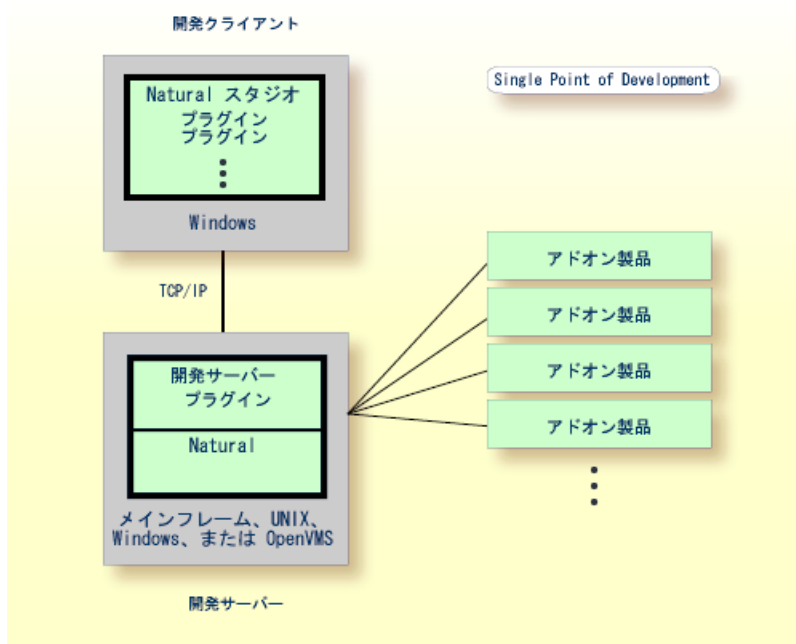 開発クライアント
Single Point of Development
Natural スタジオ
プラグイン
プラグイン
Windows
TCP/IP
アドオン製品
アドオン製品
アドオン製品
アドオン製品
開発サーバー
プラグイン
Natural
メインフレーム、UNIX、
Windows、または OpenVMS
開発サーバー